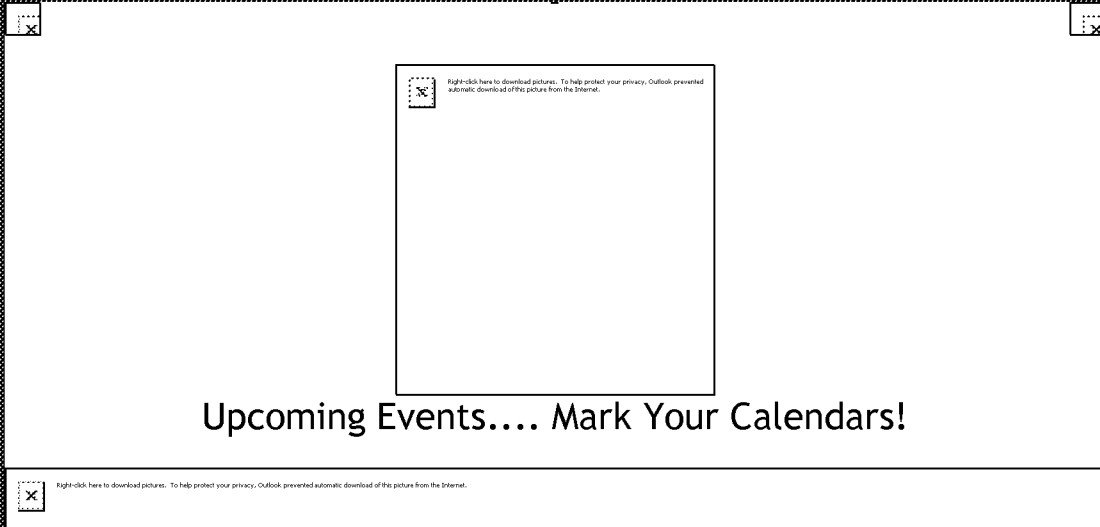 Right-click here to download pictures. To help protect your privacy, Outlook prevented
automatic download of this picture from the Internet.
Upcoming Events.... Mark Your Calendars!
Right-click here to download pictures. To help protect your privacy, Outlook prevented automatic download of this picture from the Internet.